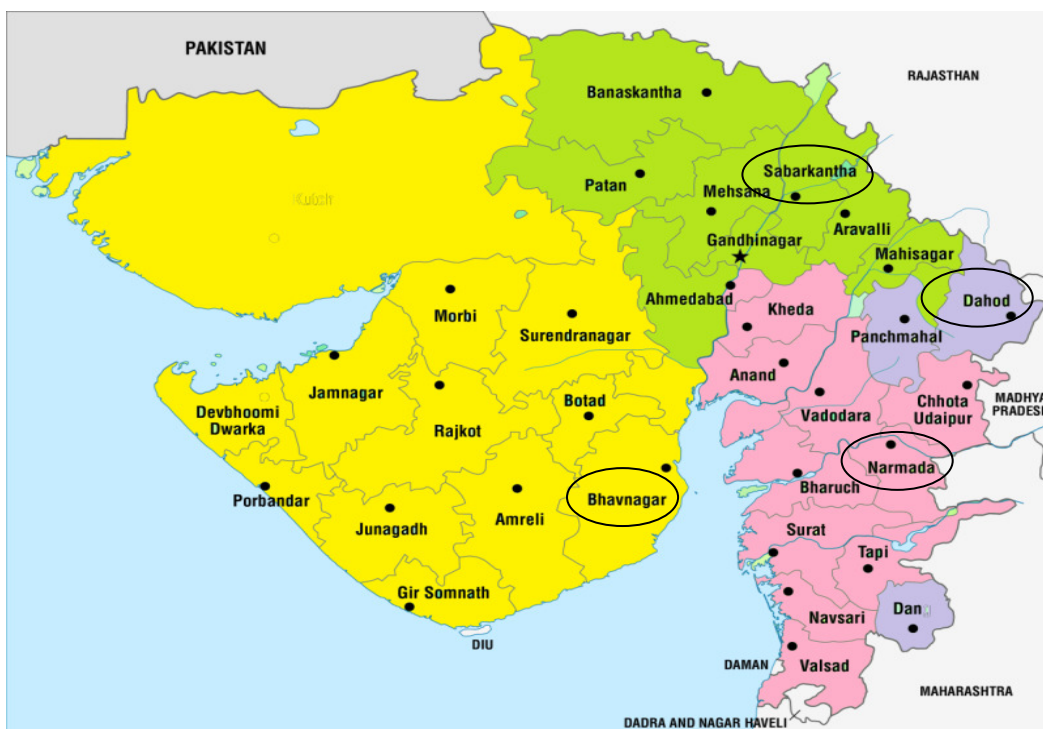 PAKISTAN
RAJASTHAN
Banaskantha
Sabarkantha
Patan
Mehsana
Aravalli
Gandhinagar
Mahisagar
Ahmedabad
Kheda
Dahod
Morbi
Surendranagar
Panchmahal
Anand
Jamnagar
Botad
Vadodara
Chhota
Udaipur
MADHYA
PRADESH
Devbhoomi
Dwarka
Rajkot
Narmada
Bharuch
Porbandar
Bhavnagar
Amreli
Junagadh
Surat
Tapi
Gir Somnath
Dan
Navsari
DIU
DAMAN
Valsad
MAHARASHTRA
DADRA AND NAGAR HAVELI